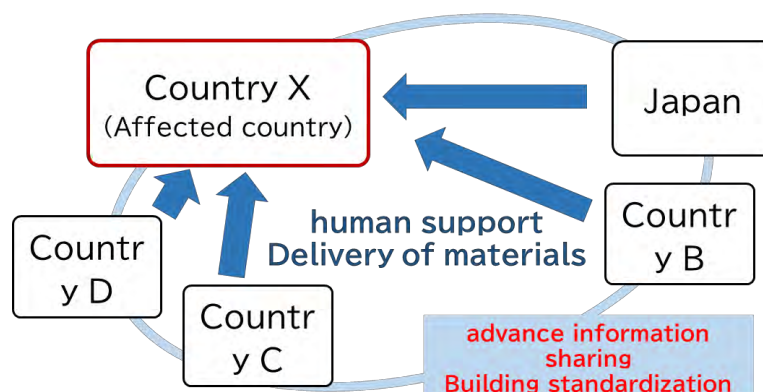 Country X
(Affected country)
Japan
human support
Delivery of materials
Countr
y B
Countr
y D
Countr
y C
advance information
sharing
Building standardization